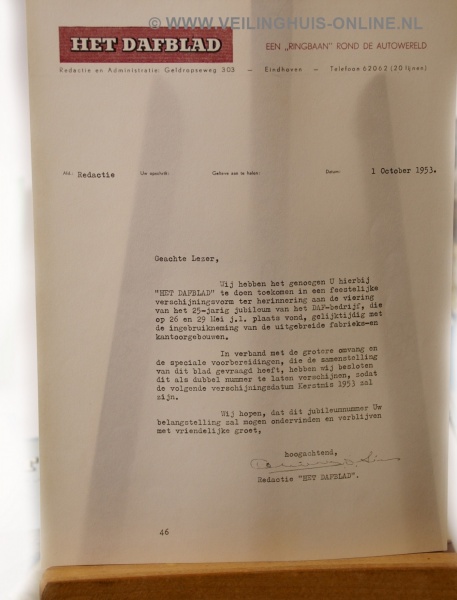 © WWW.VEILINGHUIS-ONLINE.NL
HET DAFBLAD
EEN „RINGBAAN" ROND DE AUTOWERELD
Redactie en Administratie: Geldropseweg 303 – Eindhoven – Telefoon 62062 (20 lijnen)
Afd.: Redactie Uw epistel: Gelieve aan te halen: Datum: 1 October 1953.
Geachte Lezer,
Wij hebben het genoegen U hierbij
"HET DAFBLAD" te doen toekomen in een feestelijke
verschijningsvorm ter herinnering aan de viering
van het 25-jarig jubileum van het DAF-bedrijf, die
op 28 en 29 Mei j.l. plaats vond, gelijktijdig met
de ingebruikneming van de uitgebreide fabrieks-en
kantoorgebouwen.
In verband met de grotere omvang en
de speciale voorbereidingen, die de samenstelling
van dit blad gevraagd heeft, hebben wij besloten
dit als dubbel nummer te laten verschijnen, zodat
de volgende verschijningsdatum Kerstmis 1953 zal
zijn.
Wij hopen, dat dit jubileumnummer Uw
belangstelling zal mogen ondervinden en verblijven
met vriendelijke groet,
hoogachtend,
Redactie "HET DAFBLAD".
46